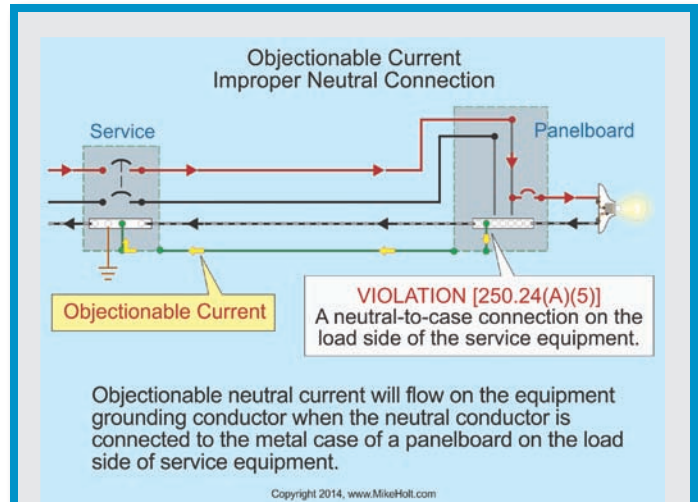 Objectionable Current
Improper Neutral Connection
Service
Panelboard
Objectionable Current
VIOLATION [250.24(A)(5)]
A neutral-to-case connection on the
load side of the service equipment.
Objectionable neutral current will flow on the equipment
grounding conductor when the neutral conductor is
connected to the metal case of a panelboard on the load
side of service equipment.
Copyright 2014, www.MikeHolt.com